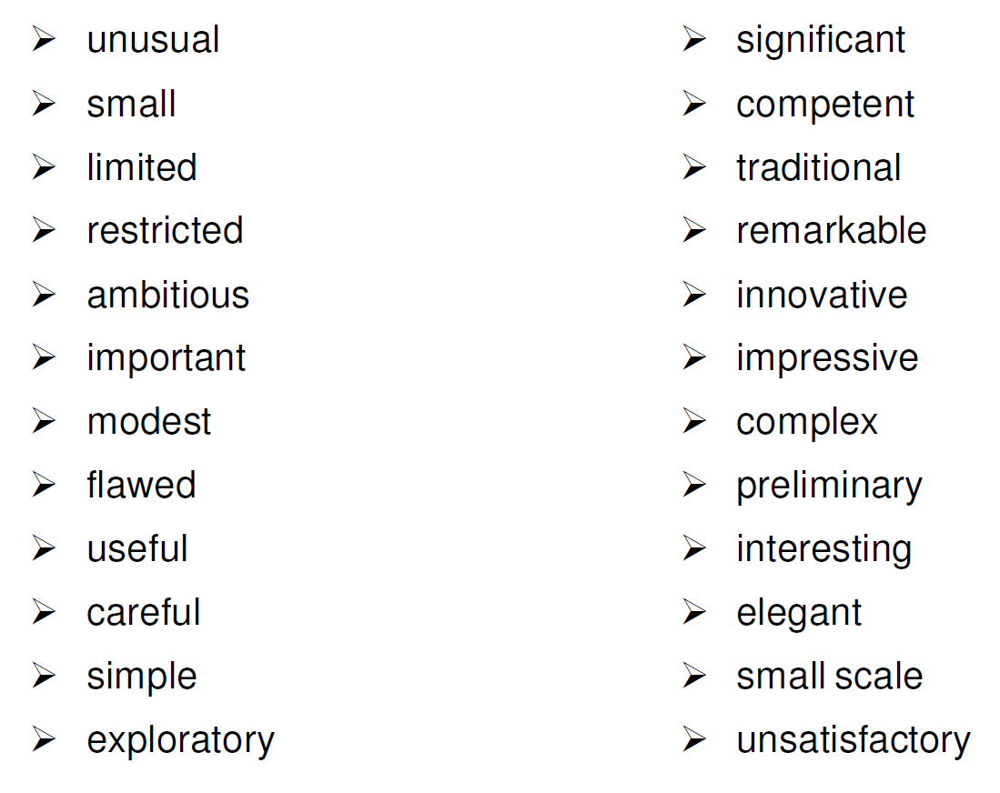 ➢ unusual
➢ small
➢ limited
➢ restricted
➢ ambitious
➢ important
➢ modest
➢ flawed
➢ useful
➢ careful
➢ simple
➢ exploratory
➢ significant
➢ competent
➢ traditional
➢ remarkable
➢ innovative
➢ impressive
➢ complex
➢ preliminary
➢ interesting
➢ elegant
➢ small scale
➢ unsatisfactory